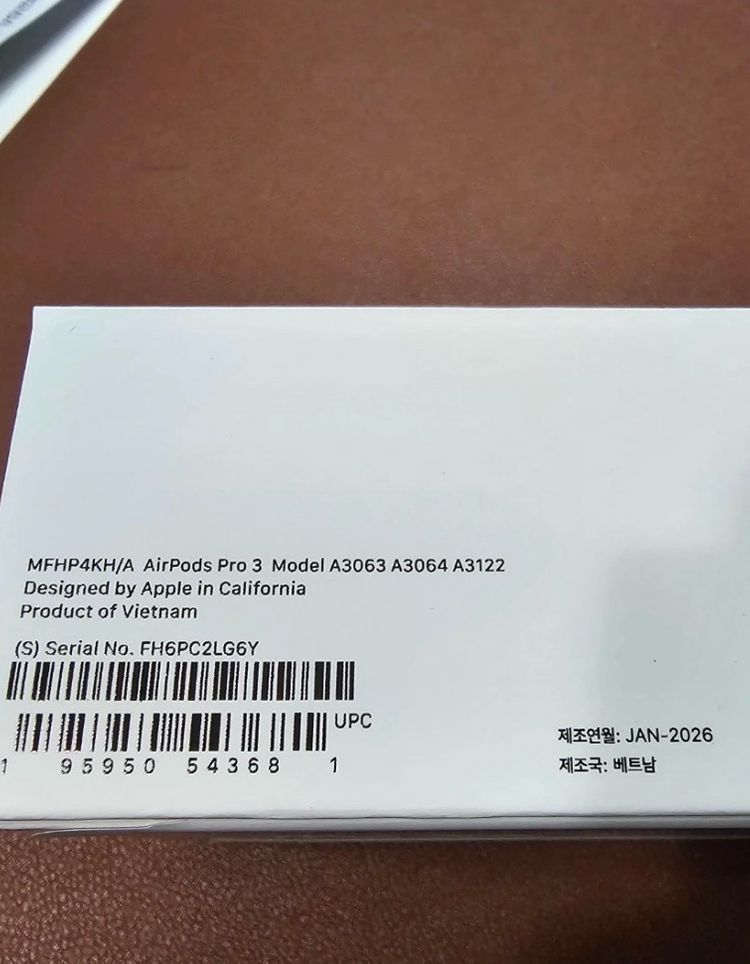 MFHP4KH/A AirPods Pro 3 Model A3063 A3064 A3122
Designed by Apple in California
Product of Vietnam
(S) Serial No. FH6PC2LG6Y
UPC
1 95950 54368 1
제조연월: JAN-2026
제조국: 베트남